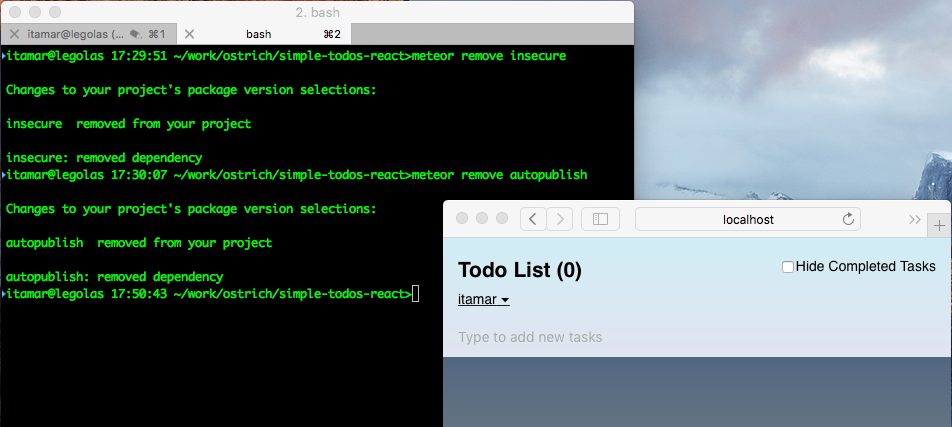 2. bash
itamar@legolas (... ⌘1
bash ⌘2
itamar@legolas 17:29:51 ~/work/ostrich/simple-todos-react>meteor remove insecure
Changes to your project's package version selections:
insecure  removed from your project
insecure: removed dependency
itamar@legolas 17:30:07 ~/work/ostrich/simple-todos-react>meteor remove autopublish
Changes to your project's package version selections:
autopublish  removed from your project
autopublish: removed dependency
itamar@legolas 17:50:43 ~/work/ostrich/simple-todos-react>
localhost
Todo List (0)
Hide Completed Tasks
itamar
Type to add new tasks